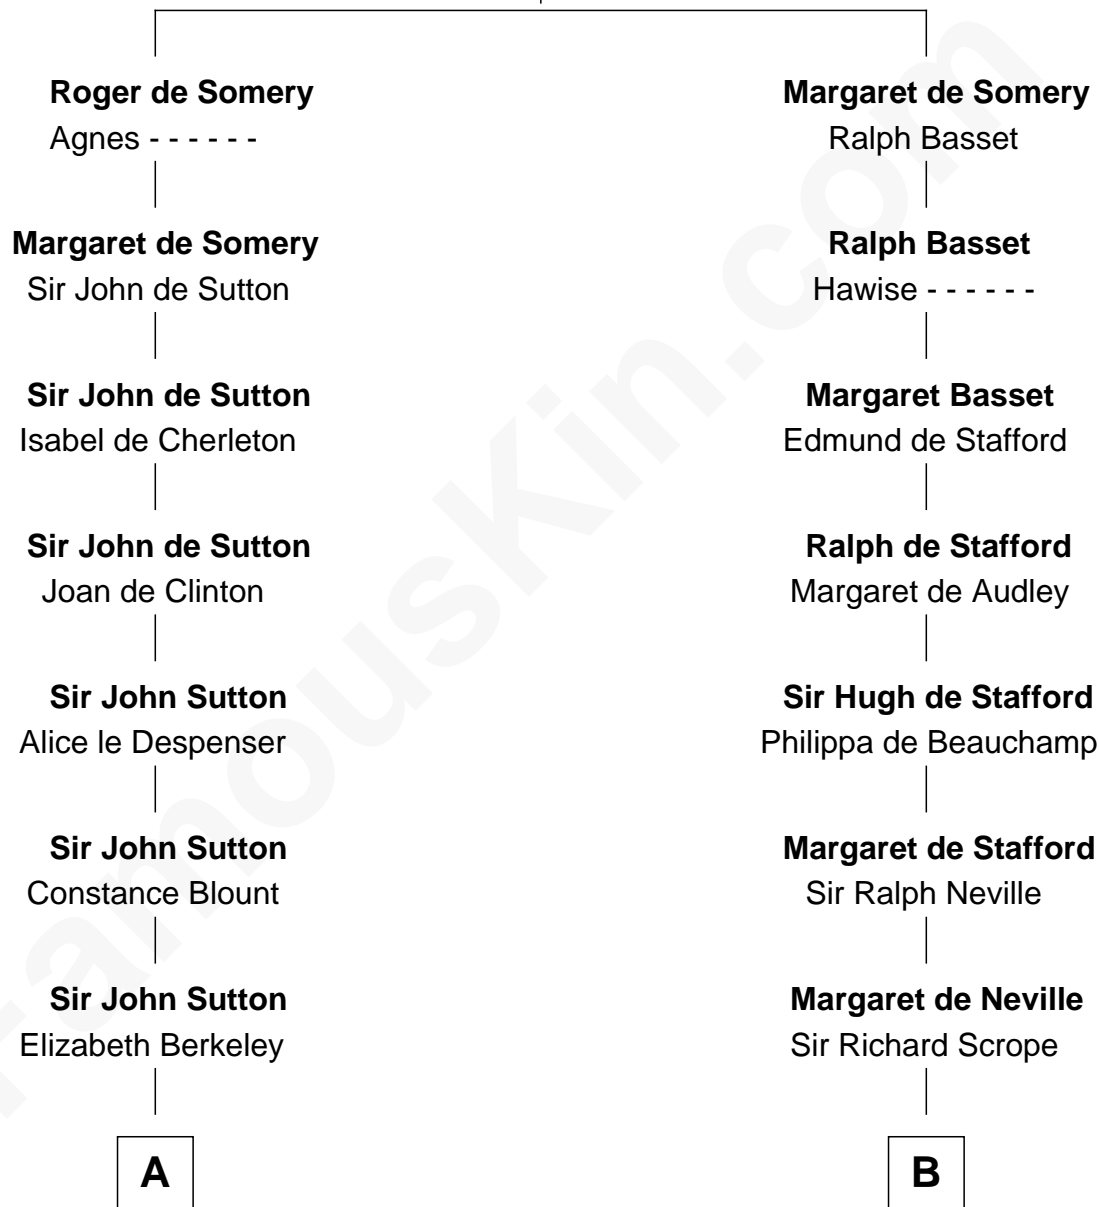 Roger de Somery
Agnes - - - - - -
Margaret de Somery
Sir John de Sutton
Sir John de Sutton
Isabel de Cherleton
Sir John de Sutton
Joan de Clinton
Sir John Sutton
Alice le Despenser
Sir John Sutton
Constance Blount
Sir John Sutton
Elizabeth Berkeley
A
Margaret de Somery
Ralph Basset
Ralph Basset
Hawise - - - - - -
Margaret Basset
Edmund de Stafford
Ralph de Stafford
Margaret de Audley
Sir Hugh de Stafford
Philippa de Beauchamp
Margaret de Stafford
Sir Ralph Neville
Margaret de Neville
Sir Richard Scrope
B
FamousKin.com